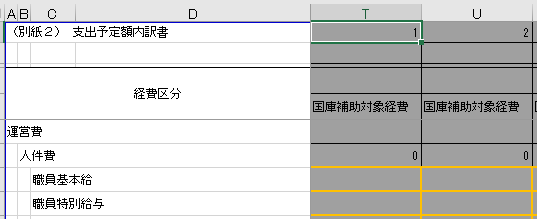 A B C D T U
（別紙２） 支出予定額内訳書 1 2
経費区分
国庫補助対象経費 国庫補助対象経費
運営費
人件費 0 0
職員基本給
職員特別給与